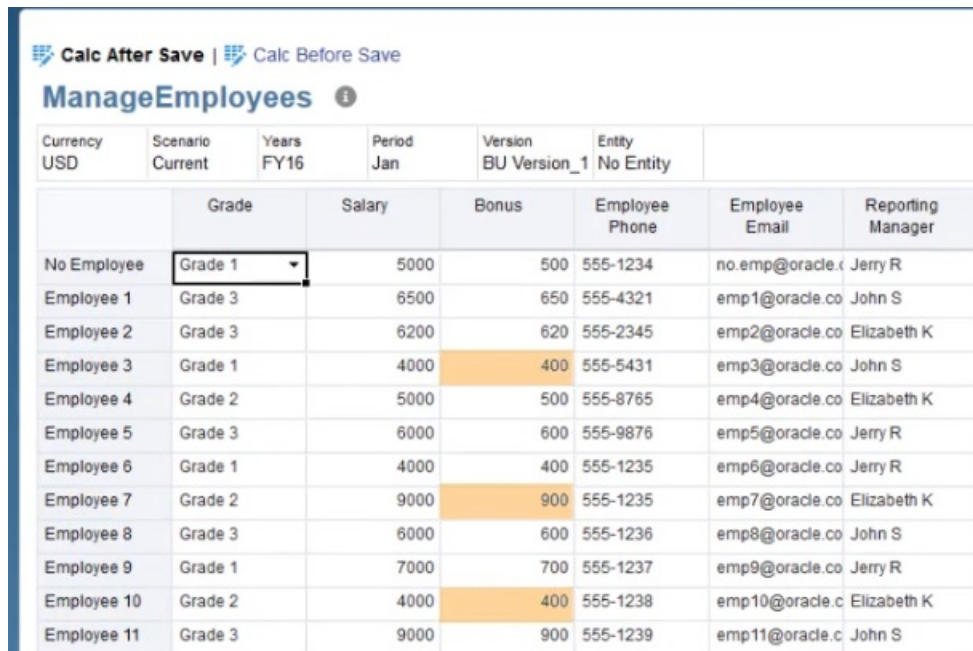 Calc After Save | Calc Before Save
ManageEmployees
Currency Scenario Years Period Version Entity
USD Current FY16 Jan BU Version_1 No Entity
Grade Salary Bonus Employee Phone Employee Email Reporting Manager
No Employee Grade 1 5000 500 555-1234 no.emp@oracle.c Jerry R
Employee 1 Grade 3 6500 650 555-4321 emp1@oracle.co John S
Employee 2 Grade 3 6200 620 555-2345 emp2@oracle.co Elizabeth K
Employee 3 Grade 1 4000 400 555-5431 emp3@oracle.co John S
Employee 4 Grade 2 5000 500 555-8765 emp4@oracle.co Elizabeth K
Employee 5 Grade 3 6000 600 555-9876 emp5@oracle.co Jerry R
Employee 6 Grade 1 4000 400 555-1235 emp6@oracle.co Jerry R
Employee 7 Grade 2 9000 900 555-1235 emp7@oracle.co Elizabeth K
Employee 8 Grade 3 6000 600 555-1236 emp8@oracle.co John S
Employee 9 Grade 1 7000 700 555-1237 emp9@oracle.co Jerry R
Employee 10 Grade 2 4000 400 555-1238 emp10@oracle.c Elizabeth K
Employee 11 Grade 3 9000 900 555-1239 emp11@oracle.c John S